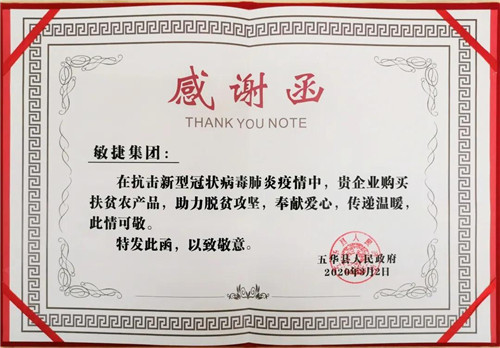 感谢函
THANK YOU NOTE
敏捷集团：
在抗击新型冠状病毒肺炎疫情中，贵企业购买
扶贫农产品，助力脱贫攻坚，奉献爱心，传递温暖，
此情可敬。
特发此函，以致敬意。
五华县人民政府
2020年3月2日